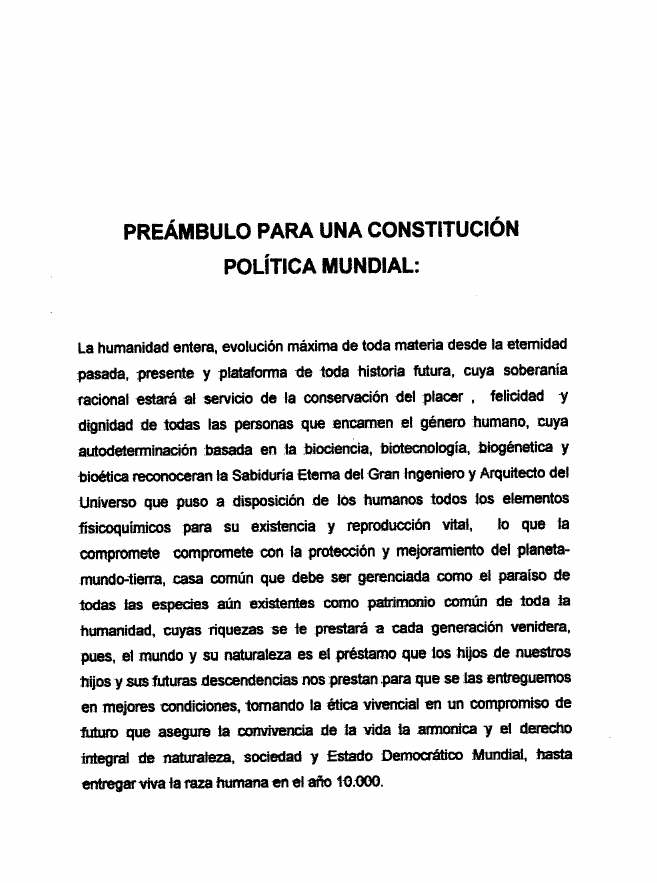 PREÁMBULO PARA UNA CONSTITUCIÓN
POLÍTICA MUNDIAL:
La humanidad entera, evolución máxima de toda materia desde la eternidad
pasada, presente y plataforma de toda historia futura, cuya soberanía
racional estará al servicio de la conservación del placer , felicidad y
dignidad de todas las personas que encarnen el género humano, cuya
autodeterminación basada en la biociencia, biotecnología, biogénetica y
bioética reconoceran la Sabiduría Eterna del Gran Ingeniero y Arquitecto del
Universo que puso a disposición de los humanos todos los elementos
fisicoquímicos para su existencia y reproducción vital, lo que la
compromete compromete con la protección y mejoramiento del planeta-
mundo-tierra, casa común que debe ser gerenciada como el paraíso de
todas las especies aún existentes como patrimonio común de toda la
humanidad, cuyas riquezas se le prestará a cada generación venidera,
pues, el mundo y su naturaleza es el préstamo que los hijos de nuestros
hijos y sus futuras descendencias nos prestan para que se las entreguemos
en mejores condiciones, tornando la ética vivencial en un compromiso de
futuro que asegure la convivencia de la vida la armonica y el derecho
integral de naturaleza, sociedad y Estado Democrático Mundial, hasta
entregar viva la raza humana en el año 10.000.